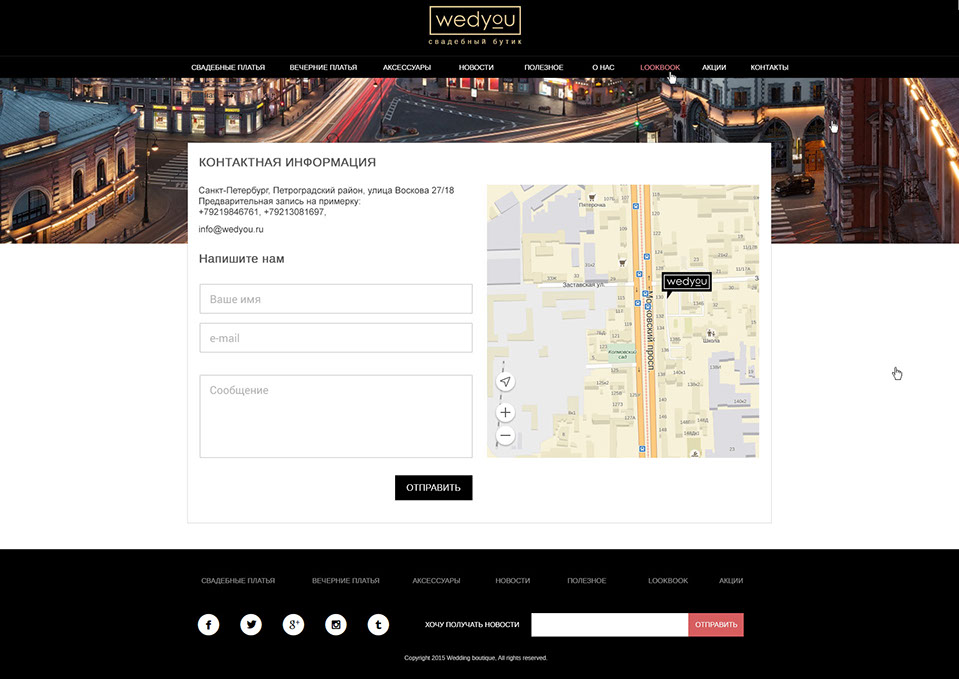 wedyou
свадебный бутик
СВАДЕБНЫЕ ПЛАТЬЯ
ВЕЧЕРНИЕ ПЛАТЬЯ
АКСЕССУАРЫ
НОВОСТИ
ПОЛЕЗНОЕ
О НАС
LOOKBOOK
АКЦИИ
КОНТАКТЫ
КОНТАКТНАЯ ИНФОРМАЦИЯ
Санкт-Петербург, Петроградский район, улица Воскова 27/18
Предварительная запись на примерку:
+79219846761, +79213081697,
info@wedyou.ru
Напишите нам
Ваше имя
e-mail
Сообщение
ОТПРАВИТЬ
Пятерочка
Заставская ул.
wedyou
Московский просп.
Школа
СВАДЕБНЫЕ ПЛАТЬЯ
ВЕЧЕРНИЕ ПЛАТЬЯ
АКСЕССУАРЫ
НОВОСТИ
ПОЛЕЗНОЕ
LOOKBOOK
АКЦИИ
ХОЧУ ПОЛУЧАТЬ НОВОСТИ
ОТПРАВИТЬ
Copyright 2015 Wedding boutique, All rights reserved.